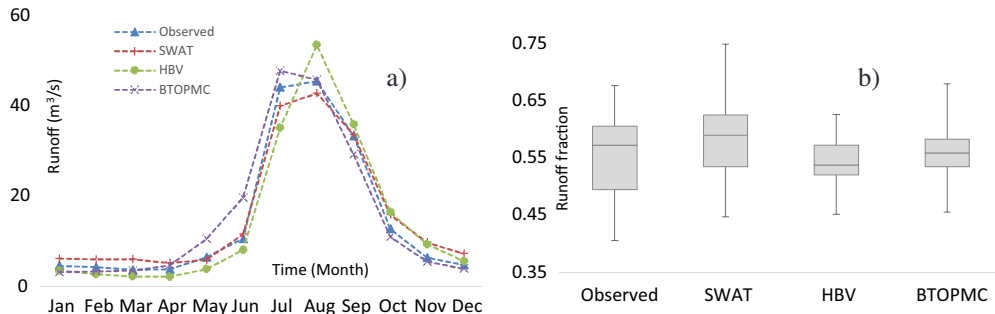 60
40
20
0
Runoff (m³/s)
Observed
SWAT
HBV
BTOPMC
a)
Time (Month)
Jan Feb Mar Apr May Jun Jul Aug Sep Oct Nov Dec
0.75
0.65
0.55
0.45
0.35
Runoff fraction
b)
Observed SWAT HBV BTOPMC